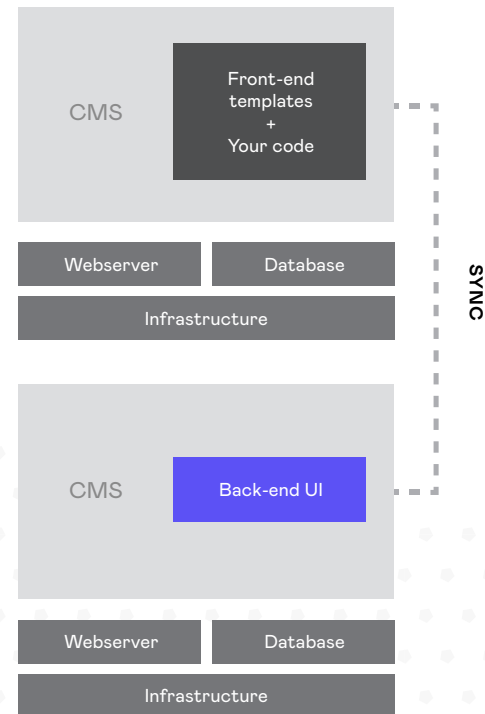 CMS
Front-end
templates
+
Your code
Webserver
Database
Infrastructure
SYNC
CMS
Back-end UI
Webserver
Database
Infrastructure